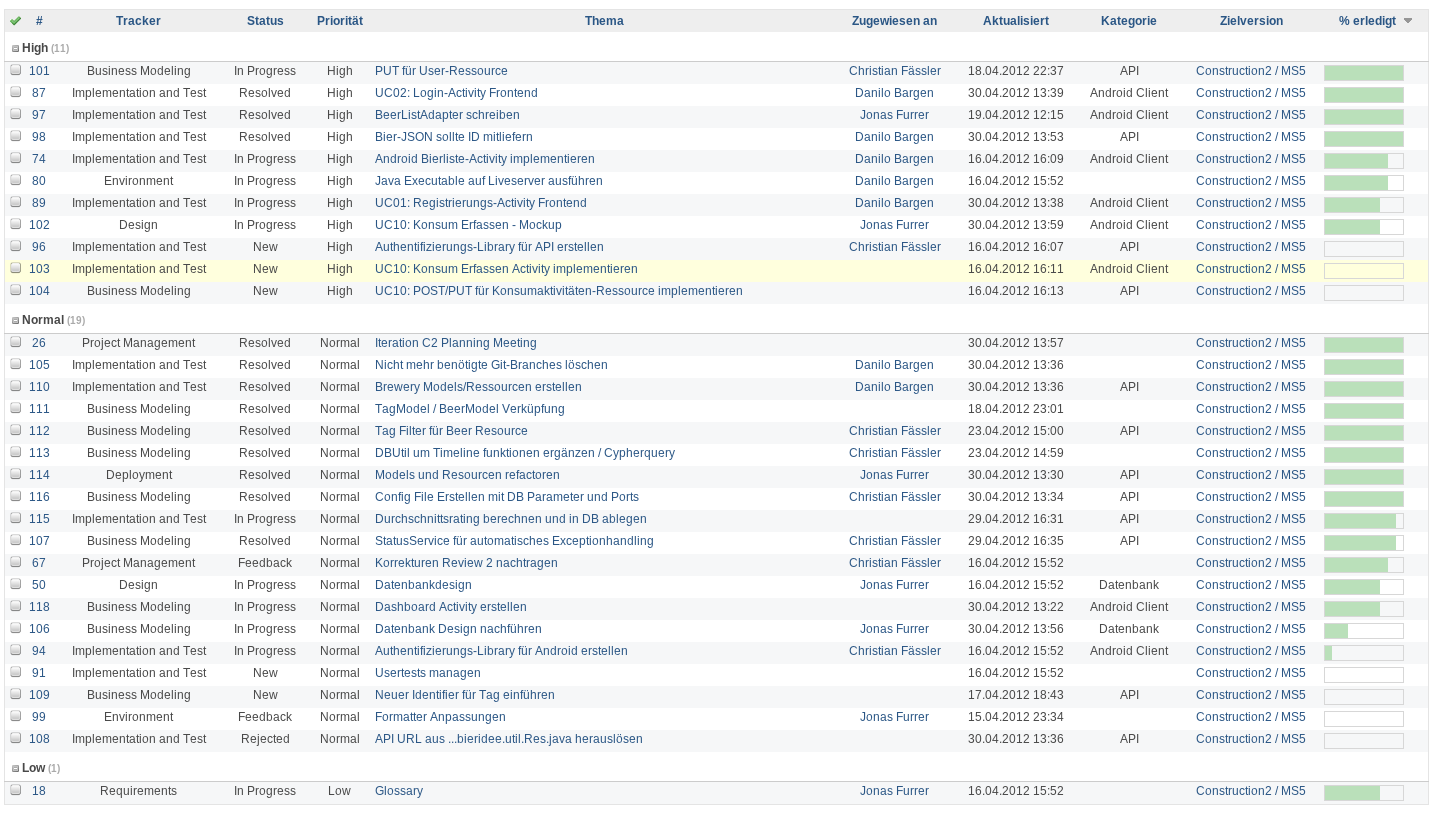 # Tracker Status Priorität Thema Zugewiesen an Aktualisiert Kategorie Zielversion % erledigt
High (11)
101 Business Modeling In Progress High PUT für User-Ressource Christian Fässler 18.04.2012 22:37 API Construction2 / MS5
87 Implementation and Test Resolved High UC02: Login-Activity Frontend Danilo Bargen 30.04.2012 13:39 Android Client Construction2 / MS5
97 Implementation and Test Resolved High BeerListAdapter schreiben Jonas Furrer 19.04.2012 12:15 Android Client Construction2 / MS5
98 Implementation and Test Resolved High Bier-JSON sollte ID mitliefern Danilo Bargen 30.04.2012 13:53 API Construction2 / MS5
74 Implementation and Test In Progress High Android Bierliste-Activity implementieren Danilo Bargen 16.04.2012 16:09 Android Client Construction2 / MS5
80 Environment In Progress High Java Executable auf Liveserver ausführen Danilo Bargen 16.04.2012 15:52 Construction2 / MS5
89 Implementation and Test In Progress High UC01: Registrierungs-Activity Frontend Danilo Bargen 30.04.2012 13:38 Android Client Construction2 / MS5
102 Design In Progress High UC10: Konsum Erfassen - Mockup Jonas Furrer 30.04.2012 13:59 Android Client Construction2 / MS5
96 Implementation and Test New High Authentifizierungs-Library für API erstellen Christian Fässler 16.04.2012 16:07 API Construction2 / MS5
103 Implementation and Test New High UC10: Konsum Erfassen Activity implementieren 16.04.2012 16:11 Android Client Construction2 / MS5
104 Business Modeling New High UC10: POST/PUT für Konsumaktivitäten-Ressource implementieren 16.04.2012 16:13 API Construction2 / MS5
Normal (19)
26 Project Management Resolved Normal Iteration C2 Planning Meeting 30.04.2012 13:57 Construction2 / MS5
105 Implementation and Test Resolved Normal Nicht mehr benötigte Git-Branches löschen Danilo Bargen 30.04.2012 13:36 Construction2 / MS5
110 Implementation and Test Resolved Normal Brewery Models/Ressourcen erstellen Danilo Bargen 30.04.2012 13:36 API Construction2 / MS5
111 Business Modeling Resolved Normal TagModel / BeerModel Verküpfung 18.04.2012 23:01 Construction2 / MS5
112 Business Modeling Resolved Normal Tag Filter für Beer Resource Christian Fässler 23.04.2012 15:00 API Construction2 / MS5
113 Business Modeling Resolved Normal DBUtil um Timeline funktionen ergänzen / Cypherquery Christian Fässler 23.04.2012 14:59 Construction2 / MS5
114 Deployment Resolved Normal Models und Resourcen refactoren Jonas Furrer 30.04.2012 13:30 API Construction2 / MS5
116 Business Modeling Resolved Normal Config File Erstellen mit DB Parameter und Ports Christian Fässler 30.04.2012 13:34 API Construction2 / MS5
115 Implementation and Test In Progress Normal Durchschnittsrating berechnen und in DB ablegen 29.04.2012 16:31 API Construction2 / MS5
107 Business Modeling Resolved Normal StatusService für automatisches Exceptionhandling Christian Fässler 29.04.2012 16:35 API Construction2 / MS5
67 Project Management Feedback Normal Korrekturen Review 2 nachtragen Christian Fässler 16.04.2012 15:52 Construction2 / MS5
50 Design In Progress Normal Datenbankdesign Jonas Furrer 16.04.2012 15:52 Datenbank Construction2 / MS5
118 Business Modeling In Progress Normal Dashboard Activity erstellen 30.04.2012 13:22 Android Client Construction2 / MS5
106 Business Modeling In Progress Normal Datenbank Design nachführen Jonas Furrer 30.04.2012 13:56 Datenbank Construction2 / MS5
94 Implementation and Test In Progress Normal Authentifizierungs-Library für Android erstellen Christian Fässler 16.04.2012 15:52 Android Client Construction2 / MS5
91 Implementation and Test New Normal Usertests managen 16.04.2012 15:52 Construction2 / MS5
109 Business Modeling New Normal Neuer Identifier für Tag einführen 17.04.2012 18:43 API Construction2 / MS5
99 Environment Feedback Normal Formatter Anpassungen Jonas Furrer 15.04.2012 23:34 Construction2 / MS5
108 Implementation and Test Rejected Normal API URL aus ...bieridee.util.Res.java herauslösen 30.04.2012 13:36 API Construction2 / MS5
Low (1)
18 Requirements In Progress Low Glossary Jonas Furrer 16.04.2012 15:52 Construction2 / MS5